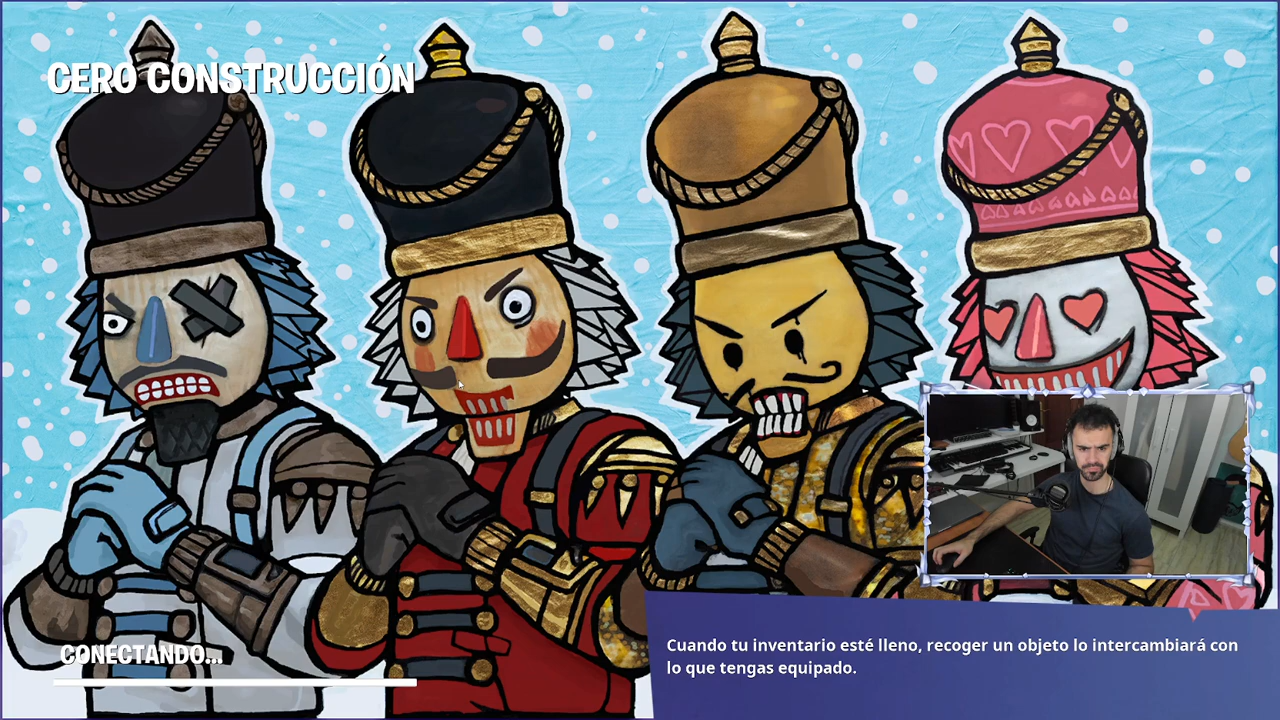 CERO CONSTRUCCIÓN
CONECTANDO...
Cuando tu inventario esté lleno, recoger un objeto lo intercambiará con
lo que tengas equipado.